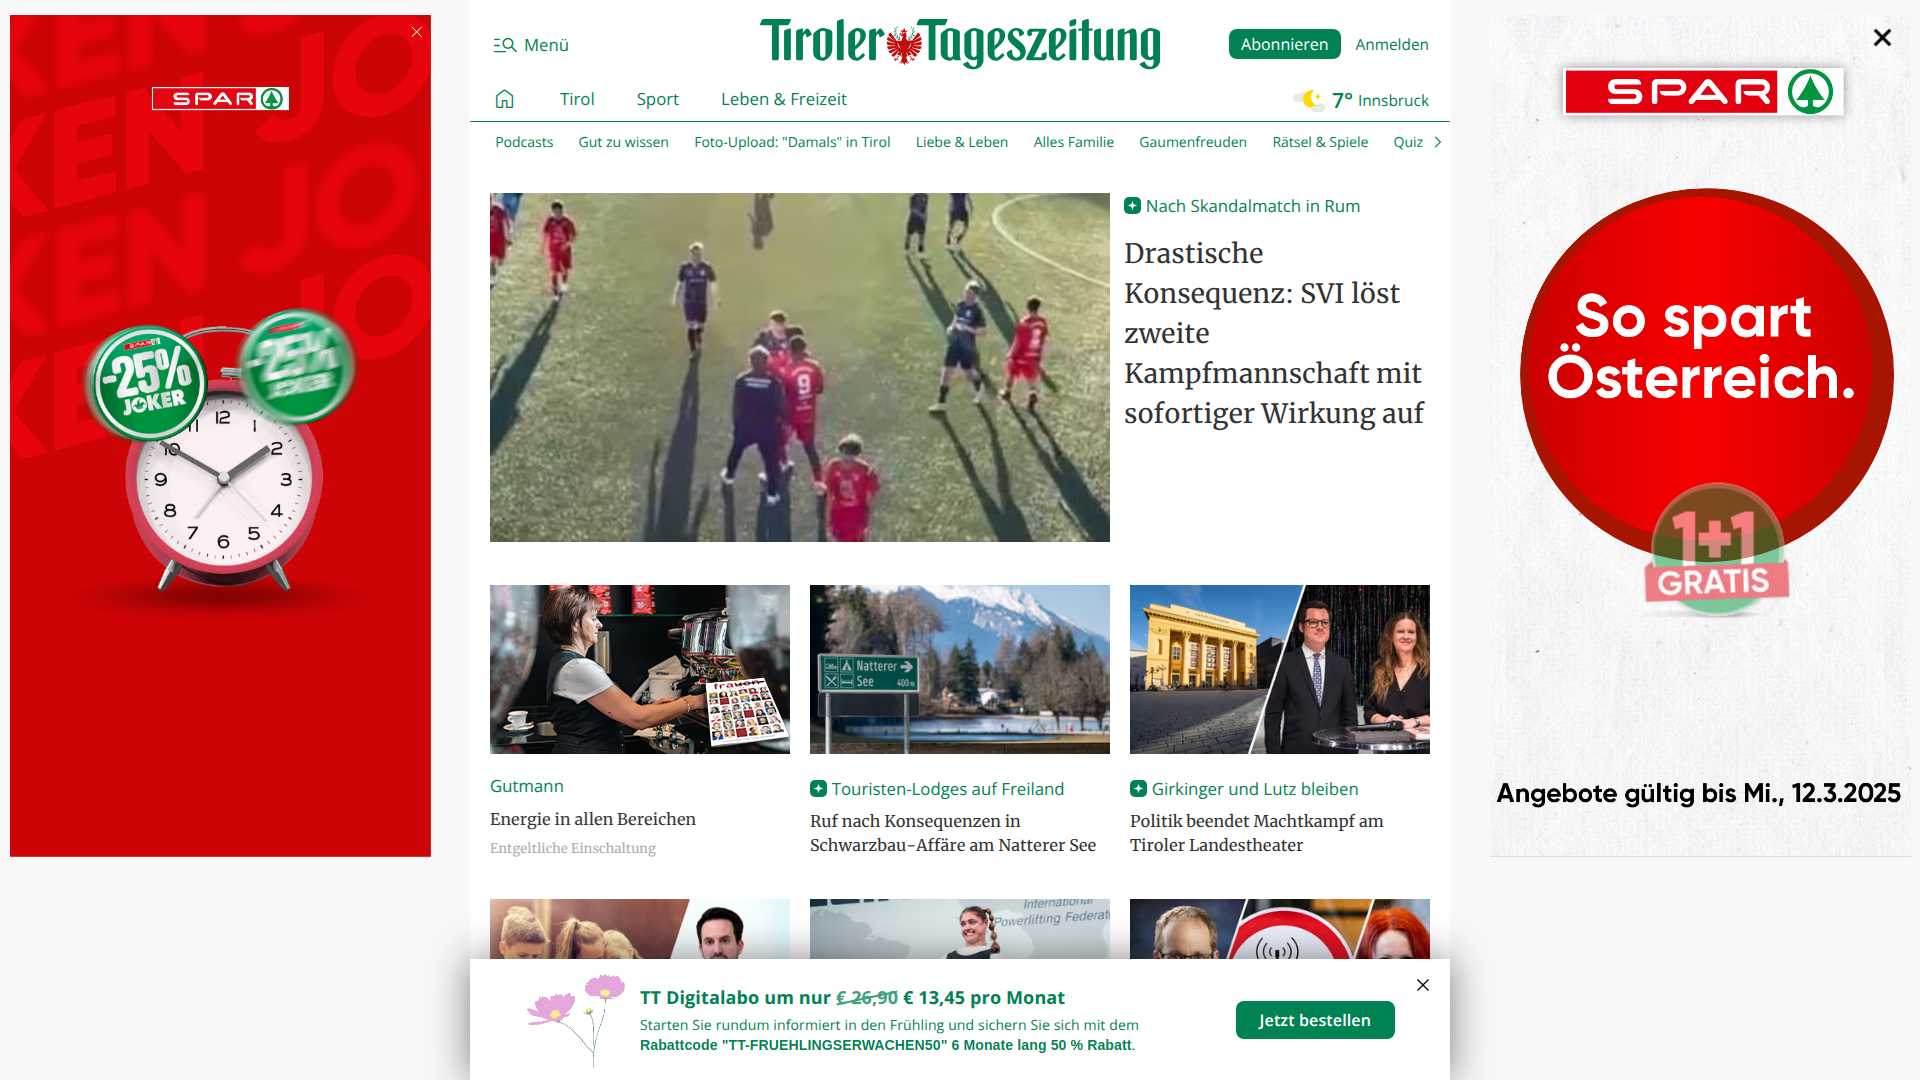 Menü
Tiroler Tageszeitung
Abonnieren
Anmelden
Tirol
Sport
Leben & Freizeit
7° Innsbruck
Podcasts
Gut zu wissen
Foto-Upload: "Damals" in Tirol
Liebe & Leben
Alles Familie
Gaumenfreuden
Rätsel & Spiele
Quiz
SPAR
-25%
JOKER
-25%
JOKER
12
1
2
3
4
5
6
7
8
9
10
11
Nach Skandalmatch in Rum
Drastische
Konsequenz: SVI löst
zweite
Kampfmannschaft mit
sofortiger Wirkung auf
9
SPAR
So spart
Österreich.
1+1
GRATIS
Angebote gültig bis Mi., 12.3.2025
frauen
Gutmann
Energie in allen Bereichen
Entgeltliche Einschaltung
Natterer
See
400m
Touristen-Lodges auf Freiland
Ruf nach Konsequenzen in
Schwarzbau-Affäre am Natterer See
Girkinger und Lutz bleiben
Politik beendet Machtkampf am
Tiroler Landestheater
International
Powerlifting Federat
TT Digitalabo um nur € 26,90 € 13,45 pro Monat
Starten Sie rundum informiert in den Frühling und sichern Sie sich mit dem
Rabattcode "TT-FRUEHLINGSERWACHEN50" 6 Monate lang 50 % Rabatt.
Jetzt bestellen